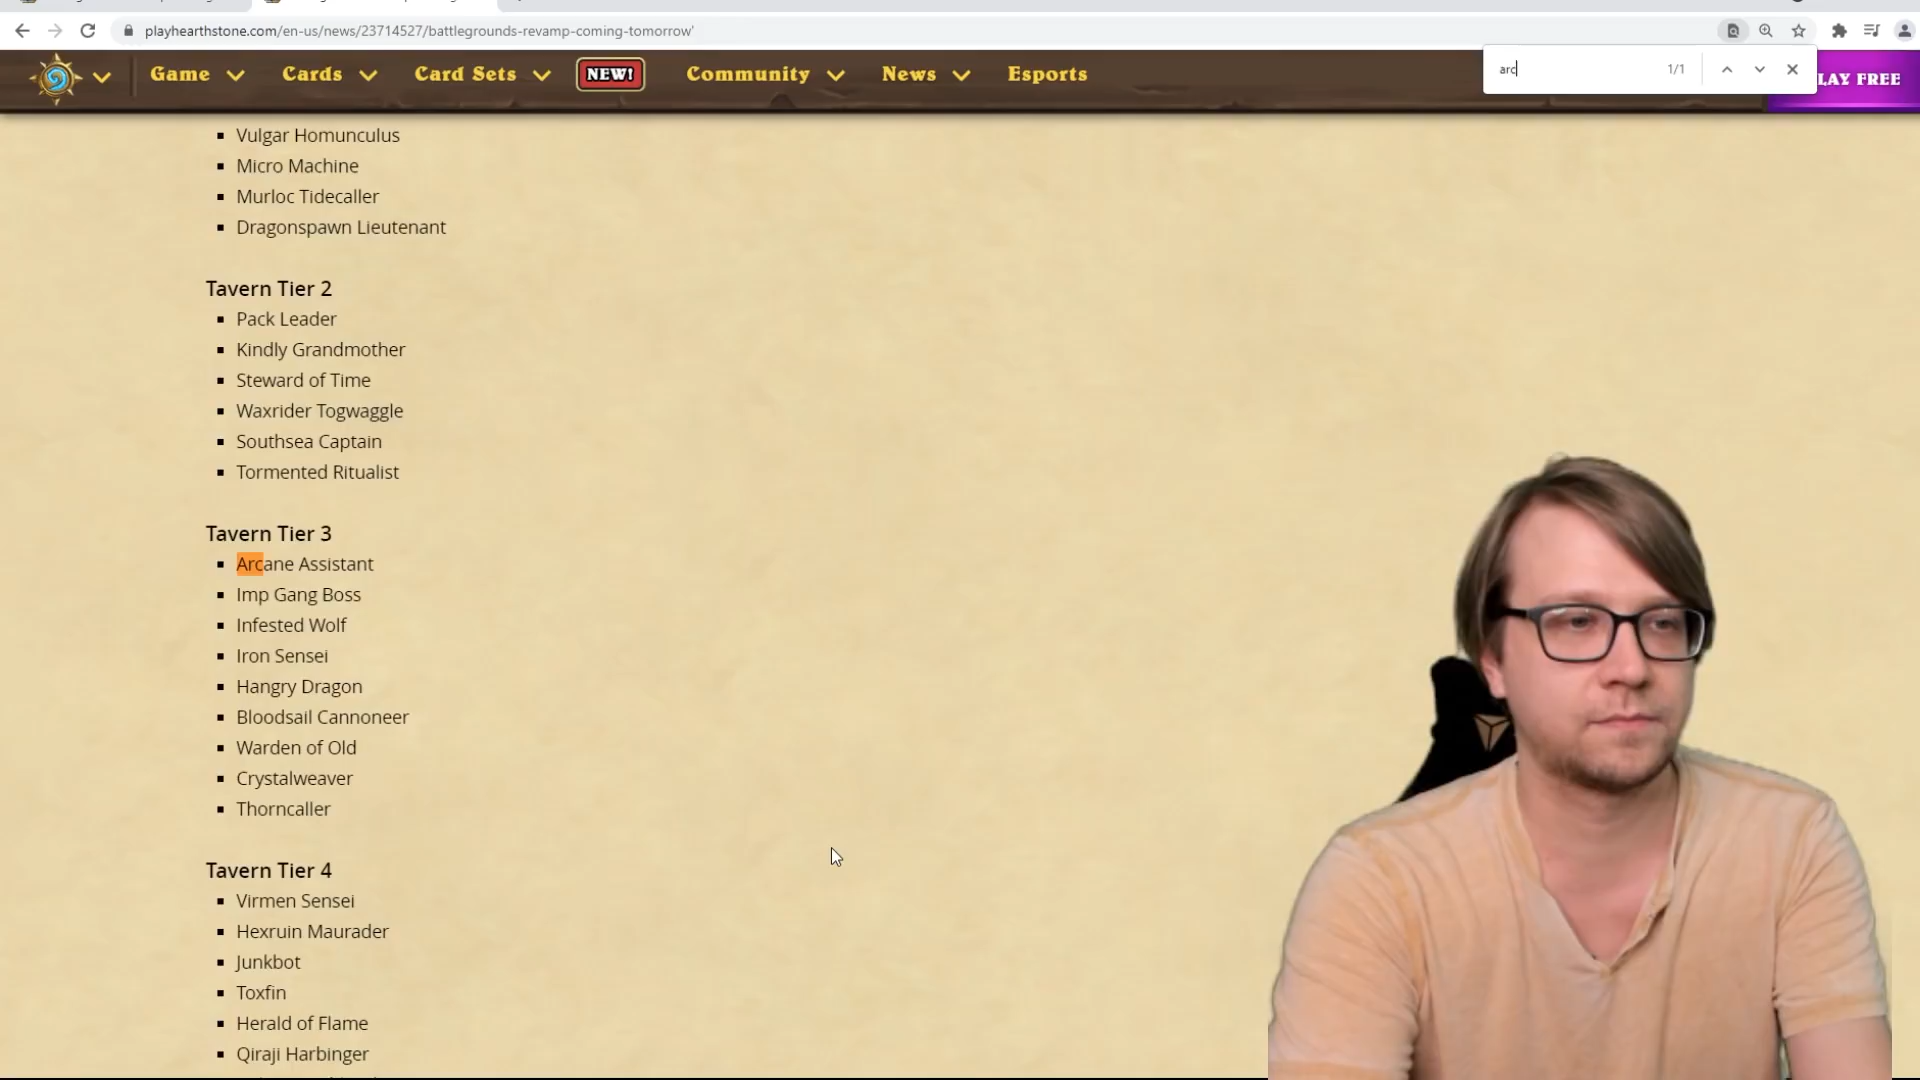 playhearthstone.com/en-us/news/23714527/battlegrounds-revamp-coming-tomorrow'
arc 1/1
Game Cards Card Sets NEW! Community News Esports LAY FREE
Vulgar Homunculus
Micro Machine
Murloc Tidecaller
Dragonspawn Lieutenant
Tavern Tier 2
Pack Leader
Kindly Grandmother
Steward of Time
Waxrider Togwaggle
Southsea Captain
Tormented Ritualist
Tavern Tier 3
Arcane Assistant
Imp Gang Boss
Infested Wolf
Iron Sensei
Hangry Dragon
Bloodsail Cannoneer
Warden of Old
Crystalweaver
Thorncaller
Tavern Tier 4
Virmen Sensei
Hexruin Maurader
Junkbot
Toxfin
Herald of Flame
Qiraji Harbinger